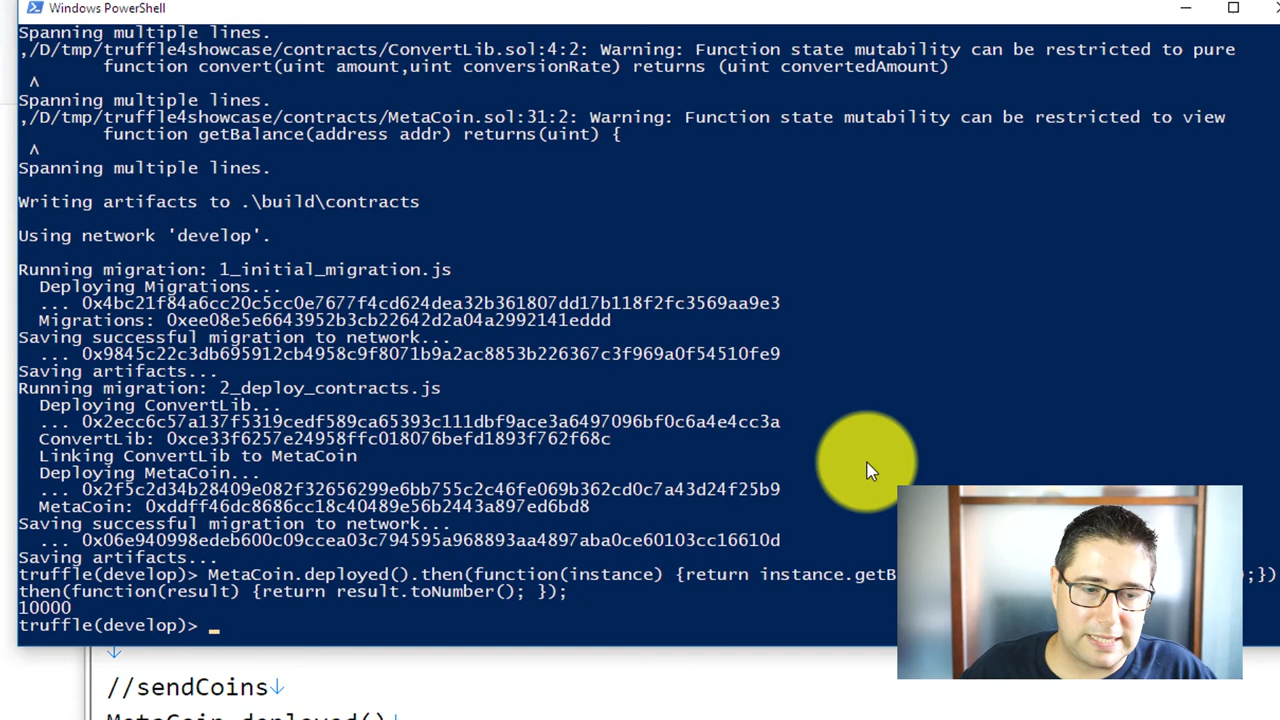 Windows PowerShell
Spanning multiple lines.
,/D/tmp/truffle4showcase/contracts/ConvertLib.sol:4:2: Warning: Function state mutability can be restricted to pure
function convert(uint amount,uint conversionRate) returns (uint convertedAmount)
^
Spanning multiple lines.
,/D/tmp/truffle4showcase/contracts/MetaCoin.sol:31:2: Warning: Function state mutability can be restricted to view
function getBalance(address addr) returns(uint) {
^
Spanning multiple lines.
Writing artifacts to .\build\contracts
Using network 'develop'.
Running migration: 1_initial_migration.js
Deploying Migrations...
... 0x4bc21f84a6cc20c5cc0e7677f4cd624dea32b361807dd17b118f2fc3569aa9e3
Migrations: 0xee08e5e6643952b3cb22642d2a04a2992141eddd
Saving successful migration to network...
... 0x9845c22c3db695912cb4958c9f8071b9a2ac8853b226367c3f969a0f54510fe9
Saving artifacts...
Running migration: 2_deploy_contracts.js
Deploying ConvertLib...
... 0x2ecc6c57a137f5319cedf589ca65393c111dbf9ace3a6497096bf0c6a4e4cc3a
ConvertLib: 0xce33f6257e24958ffc018076befd1893f762f68c
Linking ConvertLib to MetaCoin
Deploying MetaCoin...
... 0x2f5c2d34b28409e082f32656299e6bb755c2c46fe069b362cd0c7a43d24f25b9
MetaCoin: 0xddff46dc8686cc18c40489e56b2443a897ed6bd8
Saving successful migration to network...
... 0x06e940998edeb600c09ccea03c794595a968893aa4897aba0ce60103cc16610d
Saving artifacts...
truffle(develop)> MetaCoin.deployed().then(function(instance) {return instance.getB ;})
then(function(result) {return result.toNumber(); });
10000
truffle(develop)> _
↓
//sendCoins↓
MetaCoin.deployed()↓